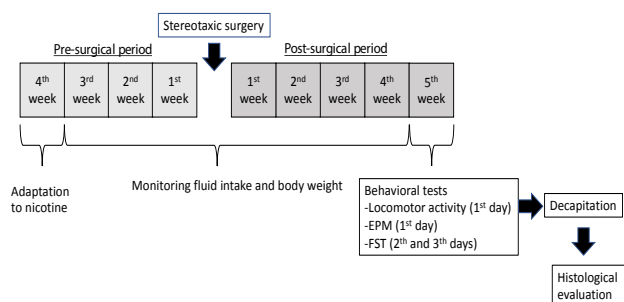 Stereotaxic surgery
Pre-surgical period
Post-surgical period
4th week
3rd week
2nd week
1st week
1st week
2nd week
3rd week
4th week
5th week
Adaptation
to nicotine
Monitoring fluid intake and body weight
Behavioral tests
-Locomotor activity (1st day)
-EPM (1st day)
-FST (2th and 3th days)
Decapitation
Histological
evaluation